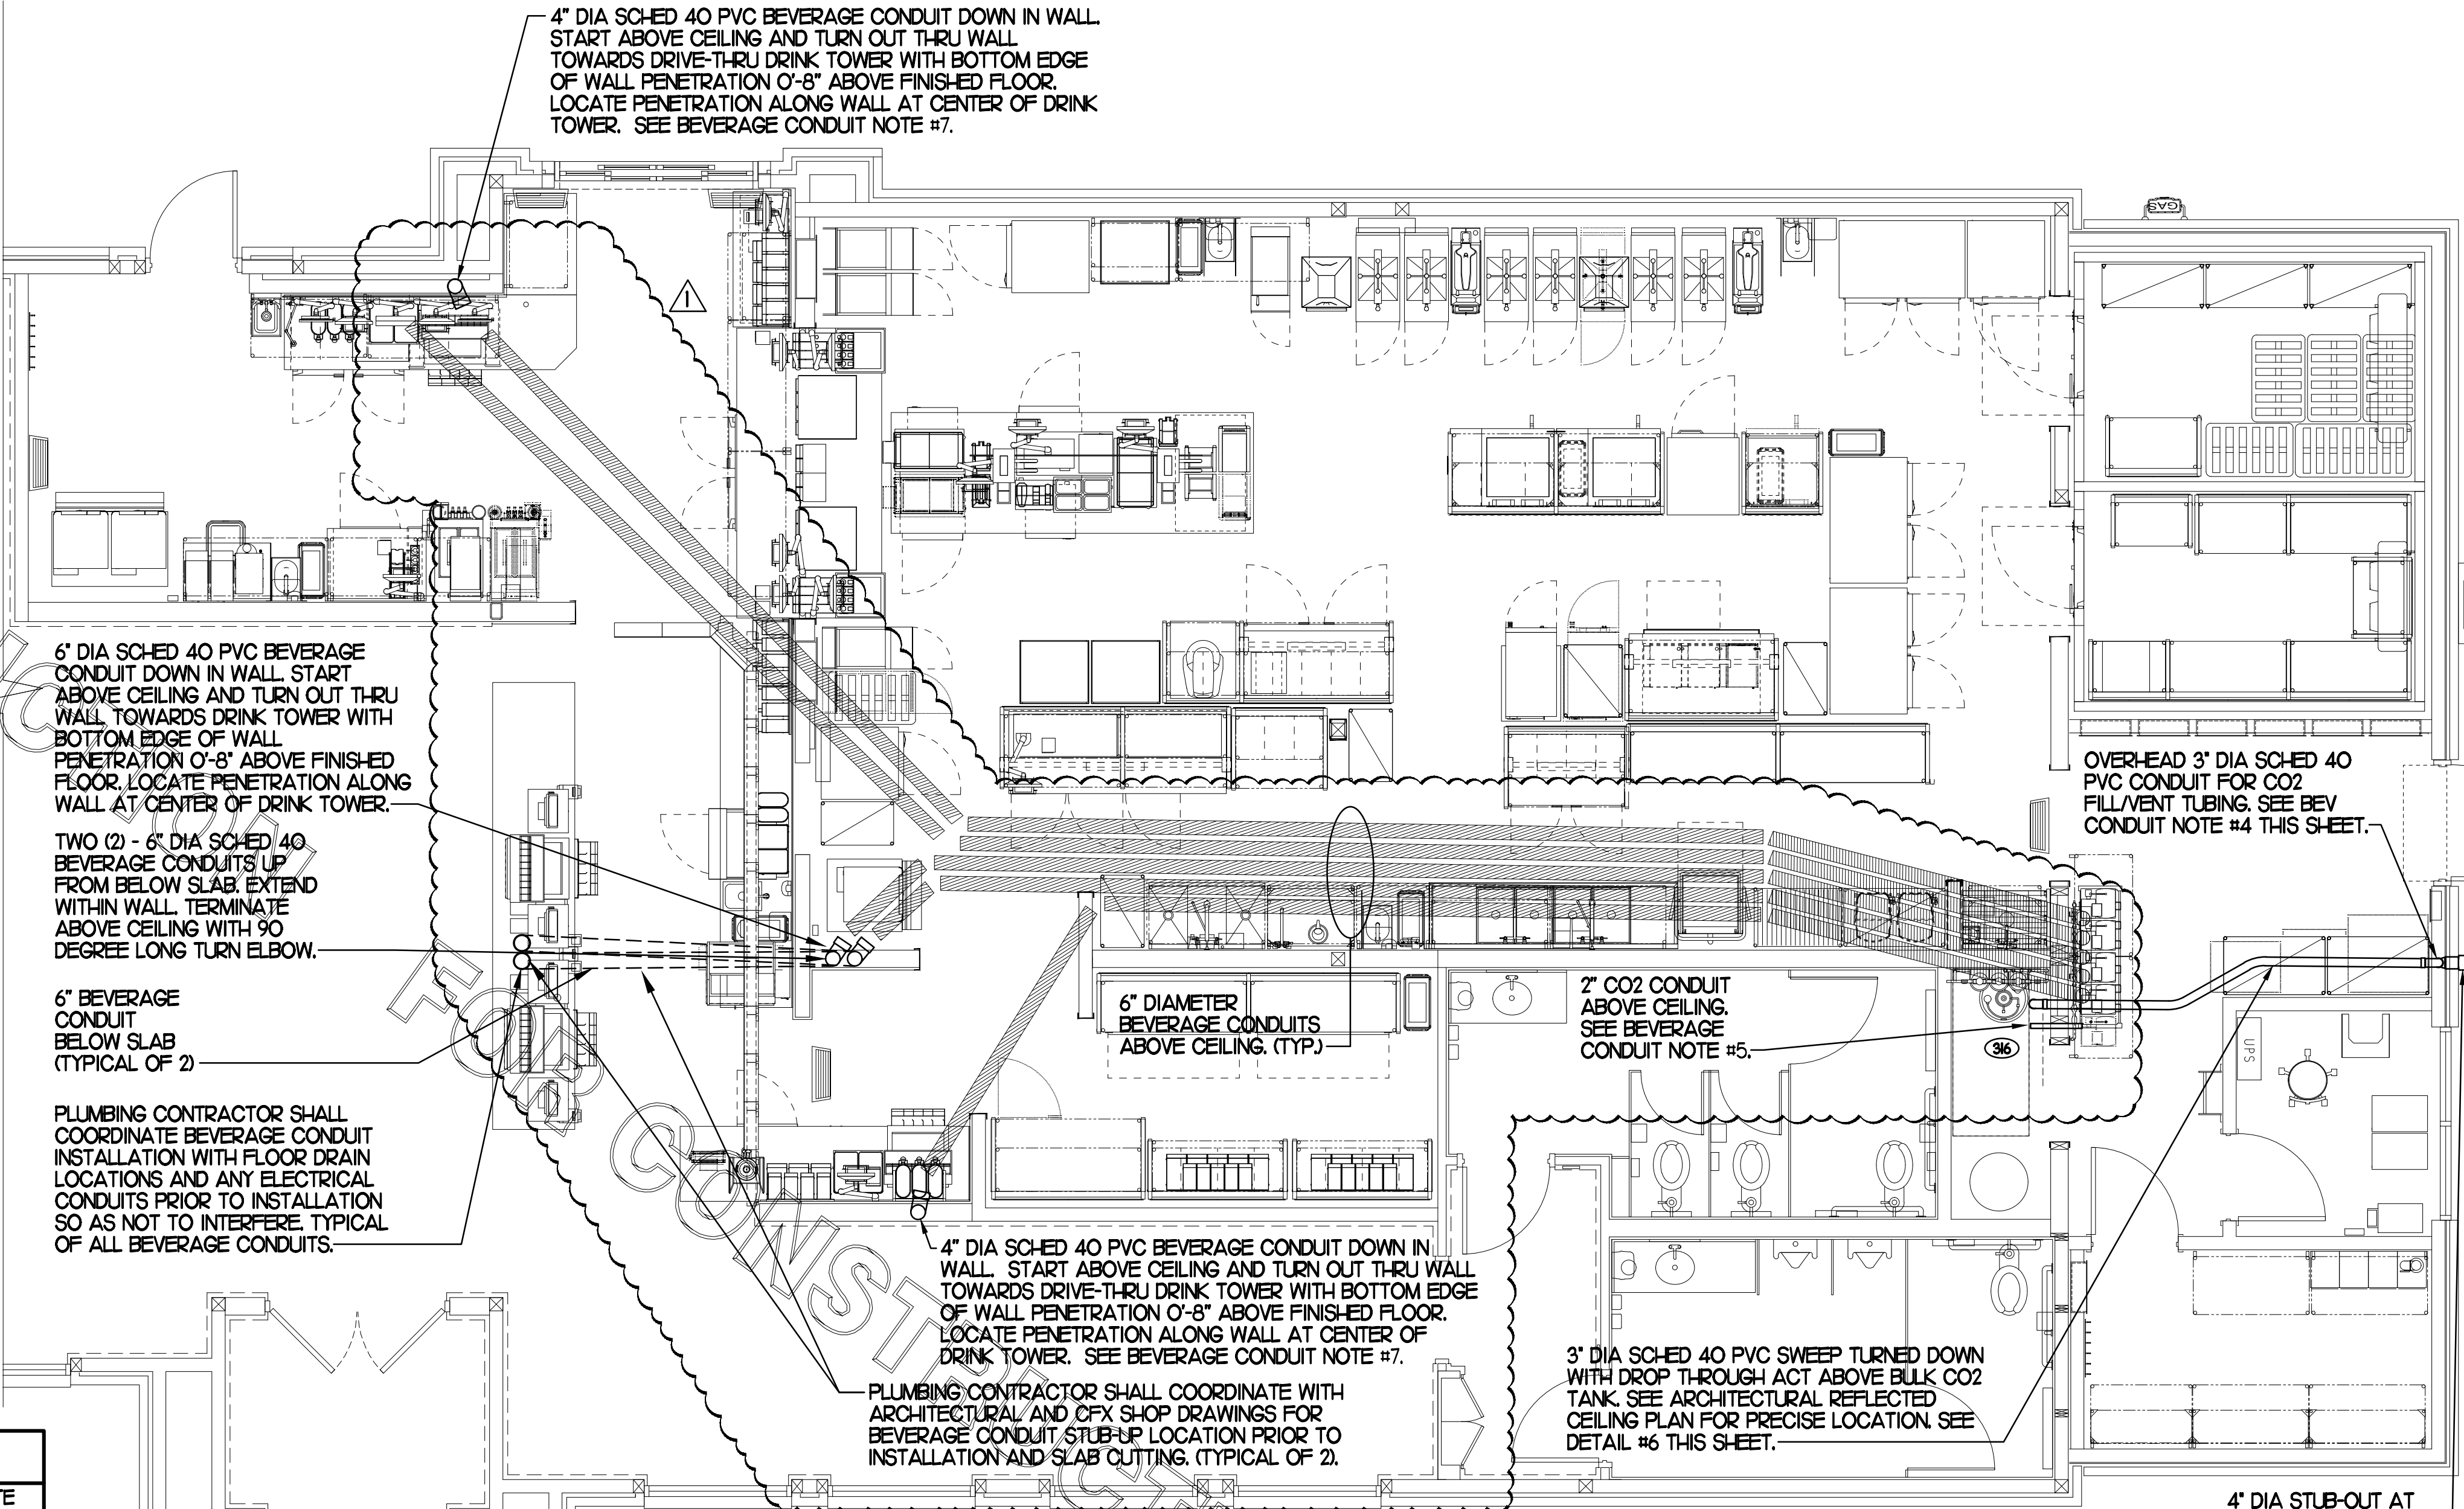 4" DIA SCHED 40 PVC BEVERAGE CONDUIT DOWN IN WALL.
START ABOVE CEILING AND TURN OUT THRU WALL
TOWARDS DRIVE-THRU DRINK TOWER WITH BOTTOM EDGE
OF WALL PENETRATION 0'-8" ABOVE FINISHED FLOOR.
LOCATE PENETRATION ALONG WALL AT CENTER OF DRINK
TOWER. SEE BEVERAGE CONDUIT NOTE #7.
GAS
1
6" DIA SCHED 40 PVC BEVERAGE
CONDUIT DOWN IN WALL. START
ABOVE CEILING AND TURN OUT THRU
WALL TOWARDS DRINK TOWER WITH
BOTTOM EDGE OF WALL
PENETRATION 0'-8" ABOVE FINISHED
FLOOR. LOCATE PENETRATION ALONG
WALL AT CENTER OF DRINK TOWER.
TWO (2) - 6" DIA SCHED 40
BEVERAGE CONDUITS UP
FROM BELOW SLAB. EXTEND
WITHIN WALL. TERMINATE
ABOVE CEILING WITH 90
DEGREE LONG TURN ELBOW.
6" BEVERAGE
CONDUIT
BELOW SLAB
(TYPICAL OF 2)
PLUMBING CONTRACTOR SHALL
COORDINATE BEVERAGE CONDUIT
INSTALLATION WITH FLOOR DRAIN
LOCATIONS AND ANY ELECTRICAL
CONDUITS PRIOR TO INSTALLATION
SO AS NOT TO INTERFERE. TYPICAL
OF ALL BEVERAGE CONDUITS.
OVERHEAD 3" DIA SCHED 40
PVC CONDUIT FOR CO2
FILL/VENT TUBING. SEE BEV
CONDUIT NOTE #4 THIS SHEET.
6" DIAMETER
BEVERAGE CONDUITS
ABOVE CEILING. (TYP.)
2" CO2 CONDUIT
ABOVE CEILING.
SEE BEVERAGE
CONDUIT NOTE #5.
316
UPS
4" DIA SCHED 40 PVC BEVERAGE CONDUIT DOWN IN
WALL. START ABOVE CEILING AND TURN OUT THRU WALL
TOWARDS DRIVE-THRU DRINK TOWER WITH BOTTOM EDGE
OF WALL PENETRATION 0'-8" ABOVE FINISHED FLOOR.
LOCATE PENETRATION ALONG WALL AT CENTER OF
DRINK TOWER. SEE BEVERAGE CONDUIT NOTE #7.
PLUMBING CONTRACTOR SHALL COORDINATE WITH
ARCHITECTURAL AND CFX SHOP DRAWINGS FOR
BEVERAGE CONDUIT STUB-UP LOCATION PRIOR TO
INSTALLATION AND SLAB CUTTING. (TYPICAL OF 2).
3" DIA SCHED 40 PVC SWEEP TURNED DOWN
WITH DROP THROUGH ACT ABOVE BULK CO2
TANK. SEE ARCHITECTURAL REFLECTED
CEILING PLAN FOR PRECISE LOCATION. SEE
DETAIL #6 THIS SHEET.
4" DIA STUB-OUT AT
FOR CONSTRUCT